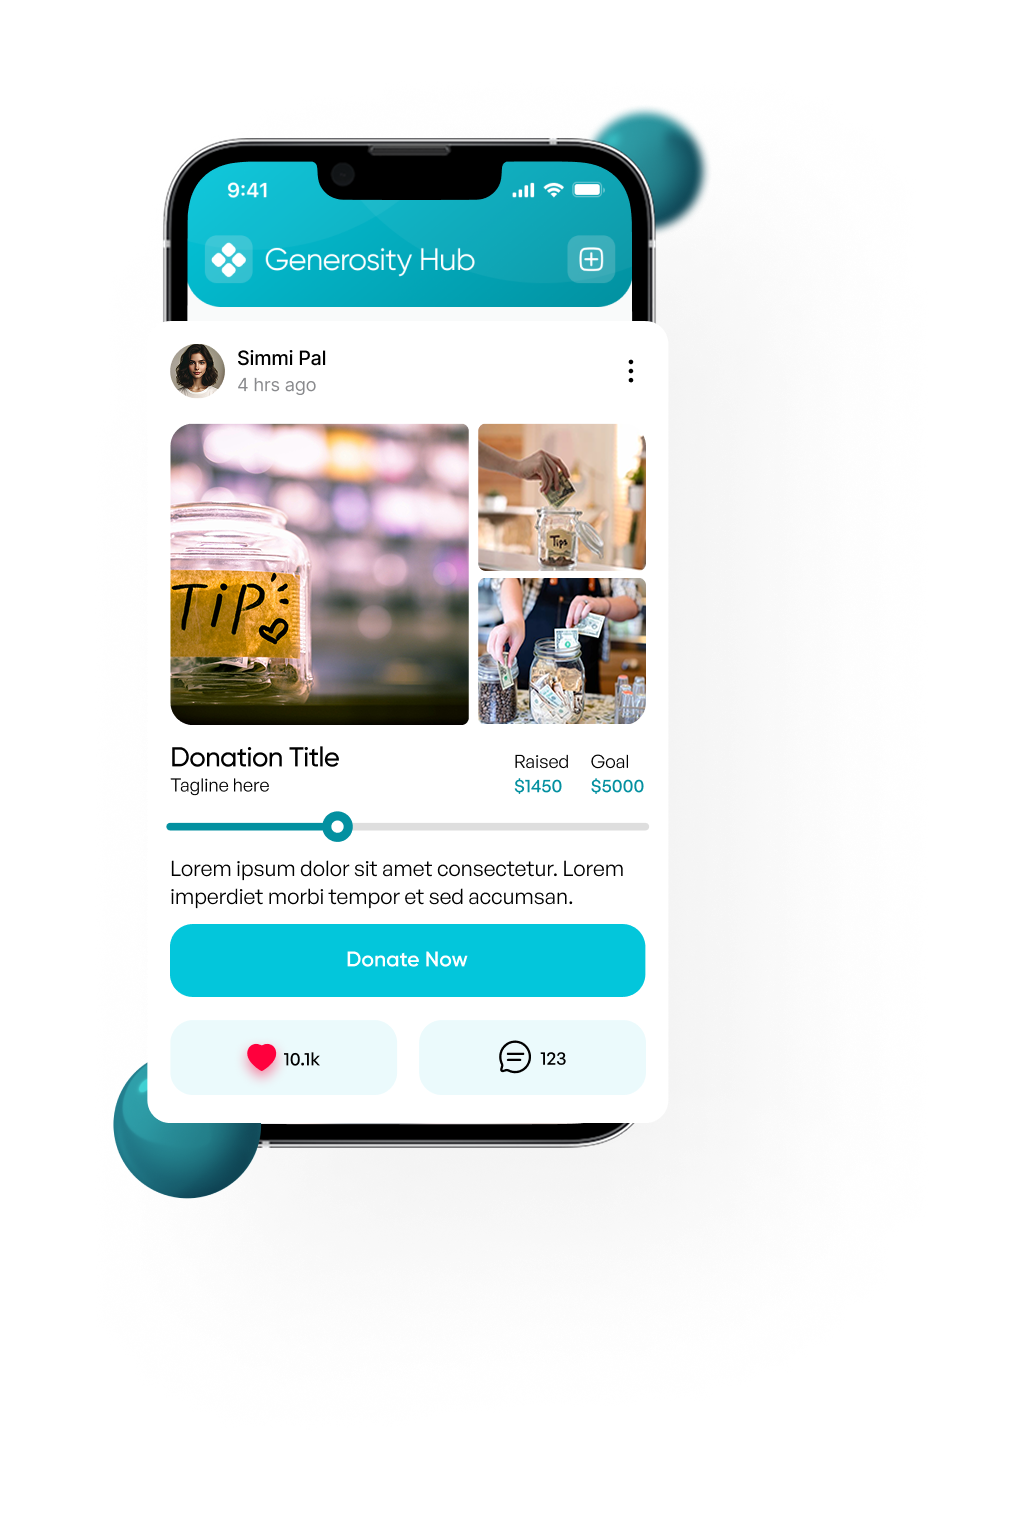 9:41
Generosity Hub
Simmi Pal
4 hrs ago
TiP
Tips
Donation Title
Tagline here
Raised
$1450
Goal
$5000
Lorem ipsum dolor sit amet consectetur. Lorem
imperdiet morbi tempor et sed accumsan.
Donate Now
10.1k
123